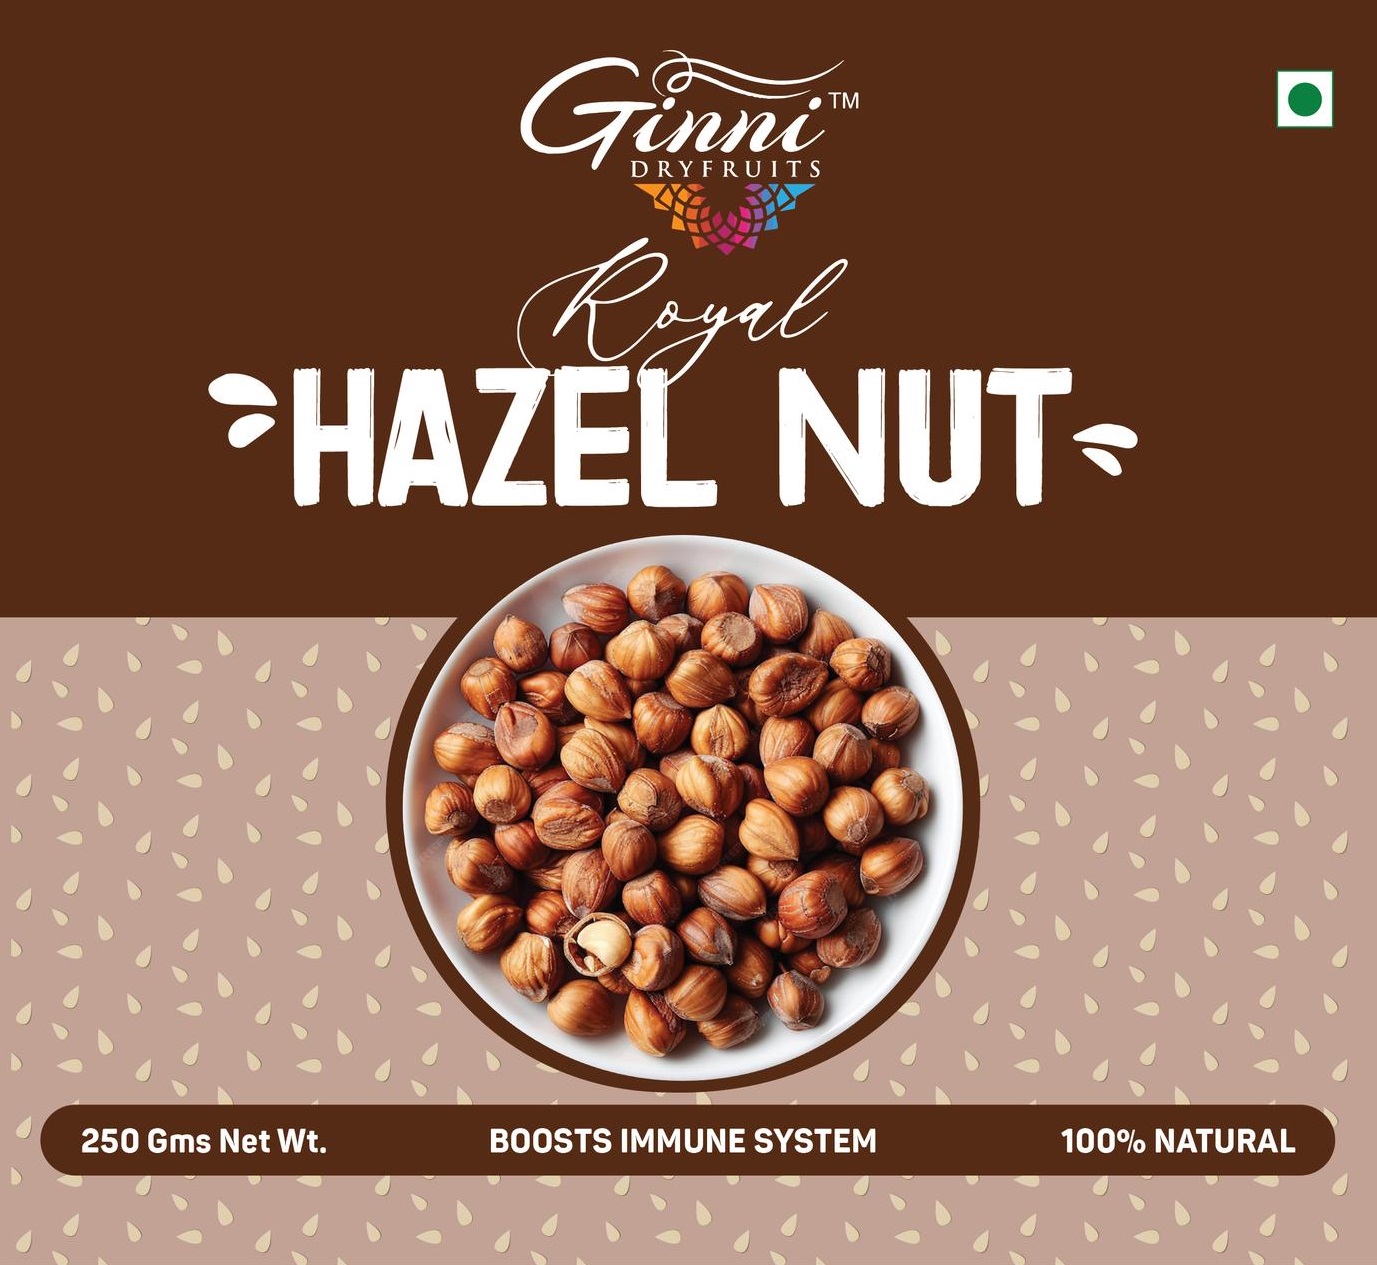 Ginni™
DRYFRUITS
Royal
HAZEL NUT
250 Gms Net Wt.
BOOSTS IMMUNE SYSTEM
100% NATURAL